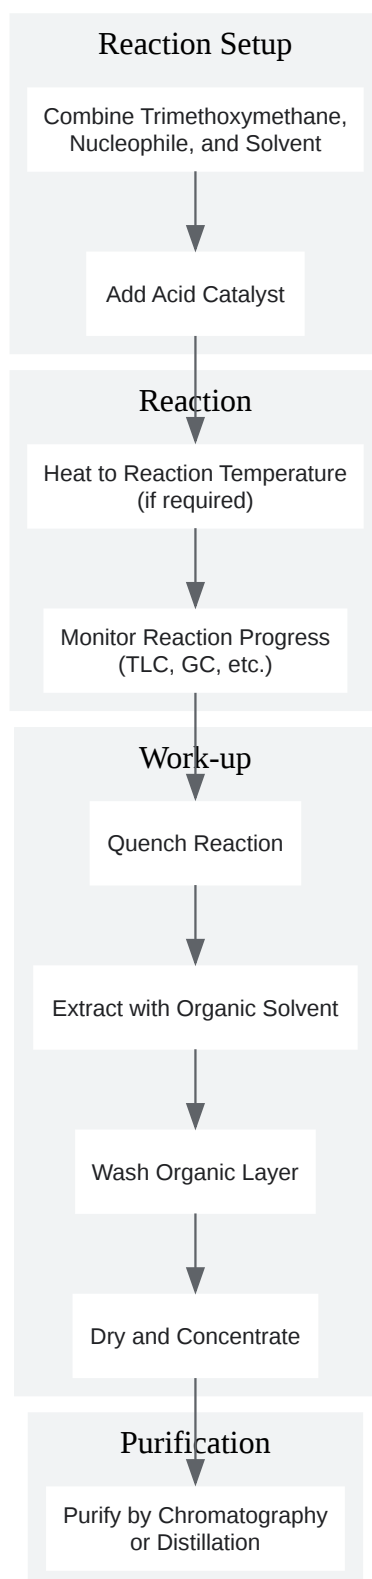 Reaction Setup
Combine Trimethoxymethane,
Nucleophile, and Solvent
Add Acid Catalyst
Reaction
Heat to Reaction Temperature
(if required)
Monitor Reaction Progress
(TLC, GC, etc.)
Work-up
Quench Reaction
Extract with Organic Solvent
Wash Organic Layer
Dry and Concentrate
Purification
Purify by Chromatography
or Distillation